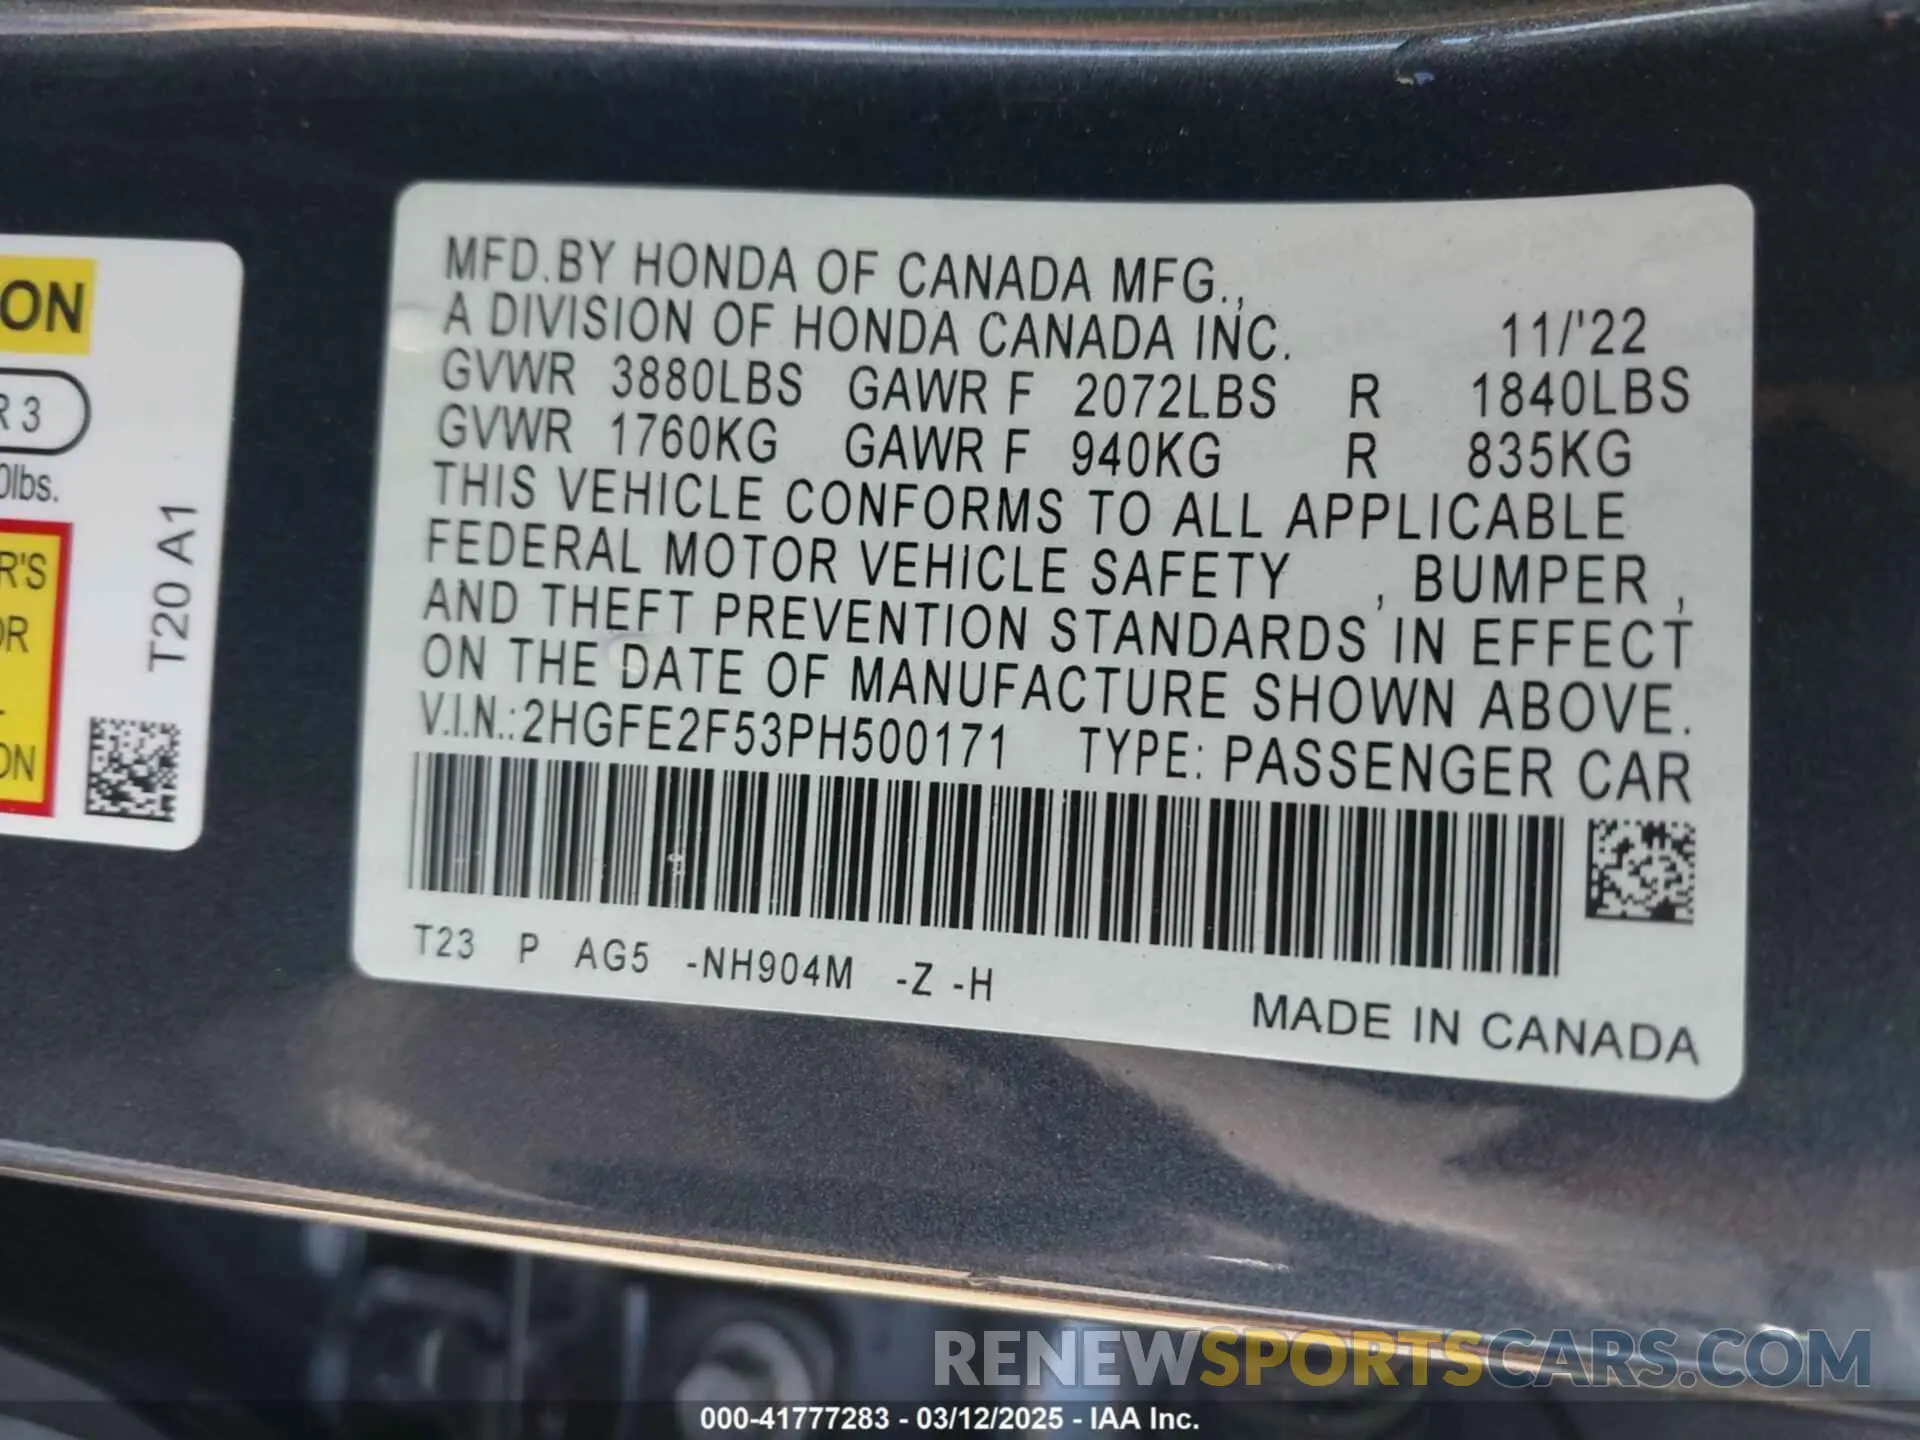 ON
R 3
0lbs.
R'S
OR
ON
T20 A1
MFD.BY HONDA OF CANADA MFG.,
A DIVISION OF HONDA CANADA INC. 11/'22
GVWR 3880LBS GAWR F 2072LBS R 1840LBS
GVWR 1760KG GAWR F 940KG R 835KG
THIS VEHICLE CONFORMS TO ALL APPLICABLE
FEDERAL MOTOR VEHICLE SAFETY , BUMPER ,
AND THEFT PREVENTION STANDARDS IN EFFECT
ON THE DATE OF MANUFACTURE SHOWN ABOVE.
V.I.N.:2HGFE2F53PH500171 TYPE: PASSENGER CAR
T23 P AG5 -NH904M -Z -H
MADE IN CANADA
RENEWSPORTSCARS.COM
000-41777283 - 03/12/2025 - IAA Inc.